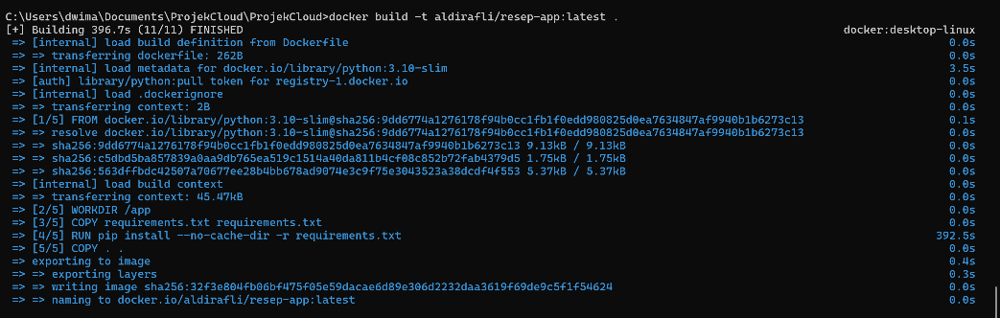 C:\Users\dwima\Documents\ProjekCloud\ProjekCloud>docker build -t aldirafli/resep-app:latest .
[+] Building 396.7s (11/11) FINISHED docker:desktop-linux
=> [internal] load build definition from Dockerfile 0.0s
=> => transferring dockerfile: 262B 0.0s
=> [internal] load metadata for docker.io/library/python:3.10-slim 3.5s
=> [auth] library/python:pull token for registry-1.docker.io 0.0s
=> [internal] load .dockerignore 0.0s
=> => transferring context: 2B 0.0s
=> [1/5] FROM docker.io/library/python:3.10-slim@sha256:9dd6774a1276178f94b0cc1fb1f0edd980825d0ea7634847af9940b1b6273c13 0.1s
=> => resolve docker.io/library/python:3.10-slim@sha256:9dd6774a1276178f94b0cc1fb1f0edd980825d0ea7634847af9940b1b6273c13 0.0s
=> => sha256:9dd6774a1276178f94b0cc1fb1f0edd980825d0ea7634847af9940b1b6273c13 9.13kB / 9.13kB 0.0s
=> => sha256:c5dbd5ba857839a0aa9db765ea519c1514a40da811b4cf08c852b72fab4379d5 1.75kB / 1.75kB 0.0s
=> => sha256:563dffbdc42507a70677ee28b4bb678ad9074e3c9f75e3043523a38dcdf4f553 5.37kB / 5.37kB 0.0s
=> [internal] load build context 0.0s
=> => transferring context: 45.47kB 0.0s
=> [2/5] WORKDIR /app 0.0s
=> [3/5] COPY requirements.txt requirements.txt 0.0s
=> [4/5] RUN pip install --no-cache-dir -r requirements.txt 392.5s
=> [5/5] COPY . . 0.0s
=> exporting to image 0.4s
=> => exporting layers 0.3s
=> => writing image sha256:32f3e804fb06bf475f05e59dacae6d89e306d2232daa3619f69de9c5f1f54624 0.0s
=> => naming to docker.io/aldirafli/resep-app:latest 0.0s